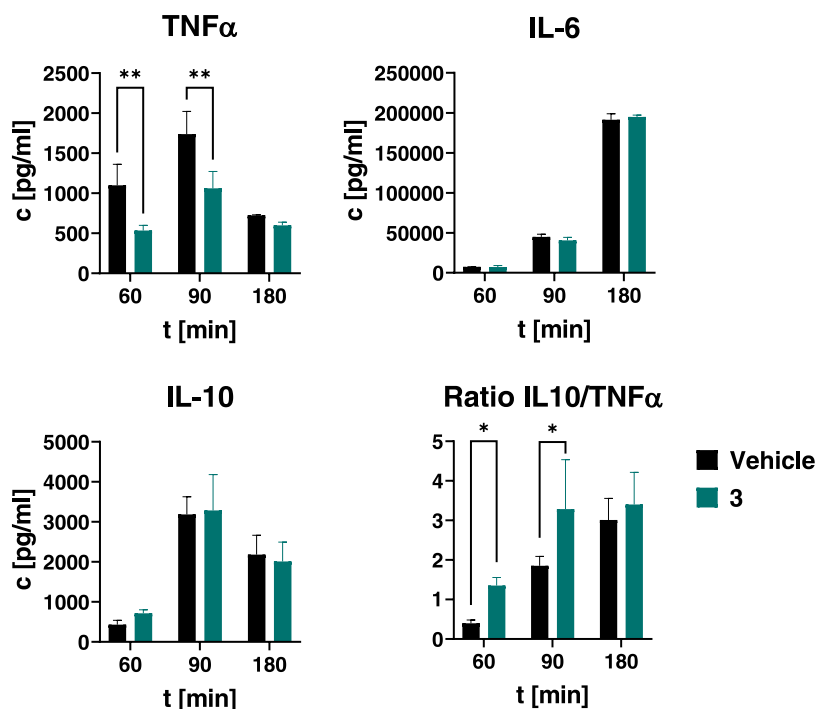 TNFα
c [pg/ml]
2500
2000
1500
1000
500
0
** **
60 90 180
t [min]
IL-6
c [pg/ml]
250000
200000
150000
100000
50000
0
60 90 180
t [min]
IL-10
c [pg/ml]
5000
4000
3000
2000
1000
0
60 90 180
t [min]
Ratio IL10/TNFα
5
4
3
2
1
0
* *
60 90 180
t [min]
Vehicle
3